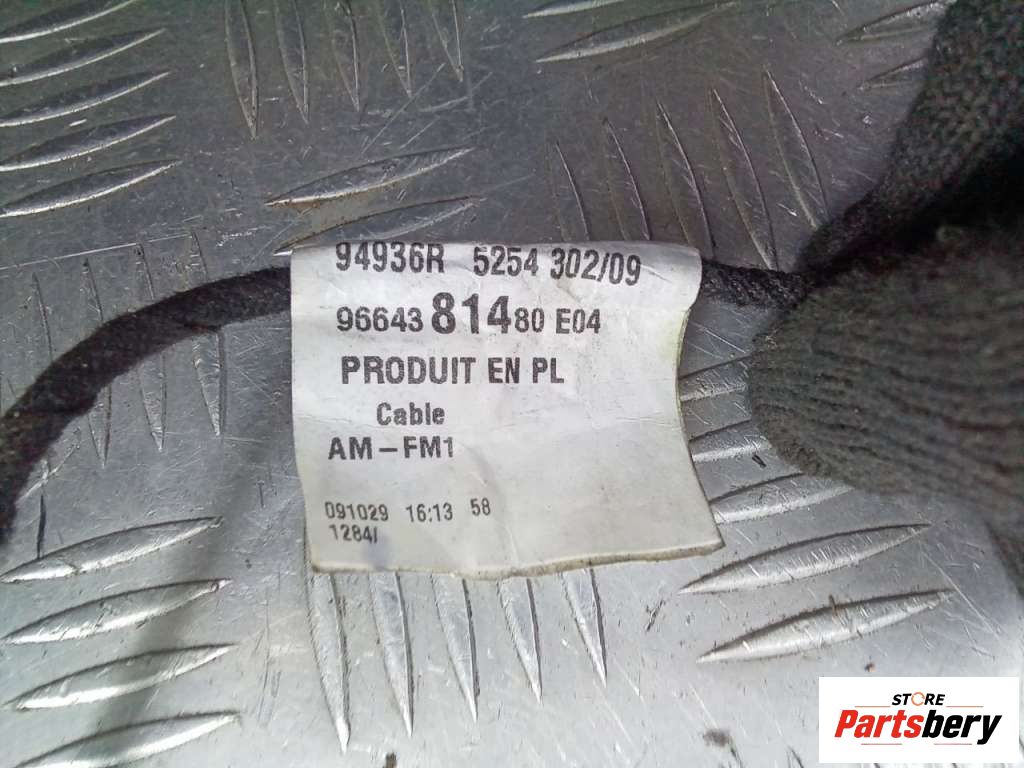 94936R 5254 302/09
96643 814 80 E04
PRODUIT EN PL
Cable
AM-FM1
091029 16:13 58
1284/
STORE
Partsbery